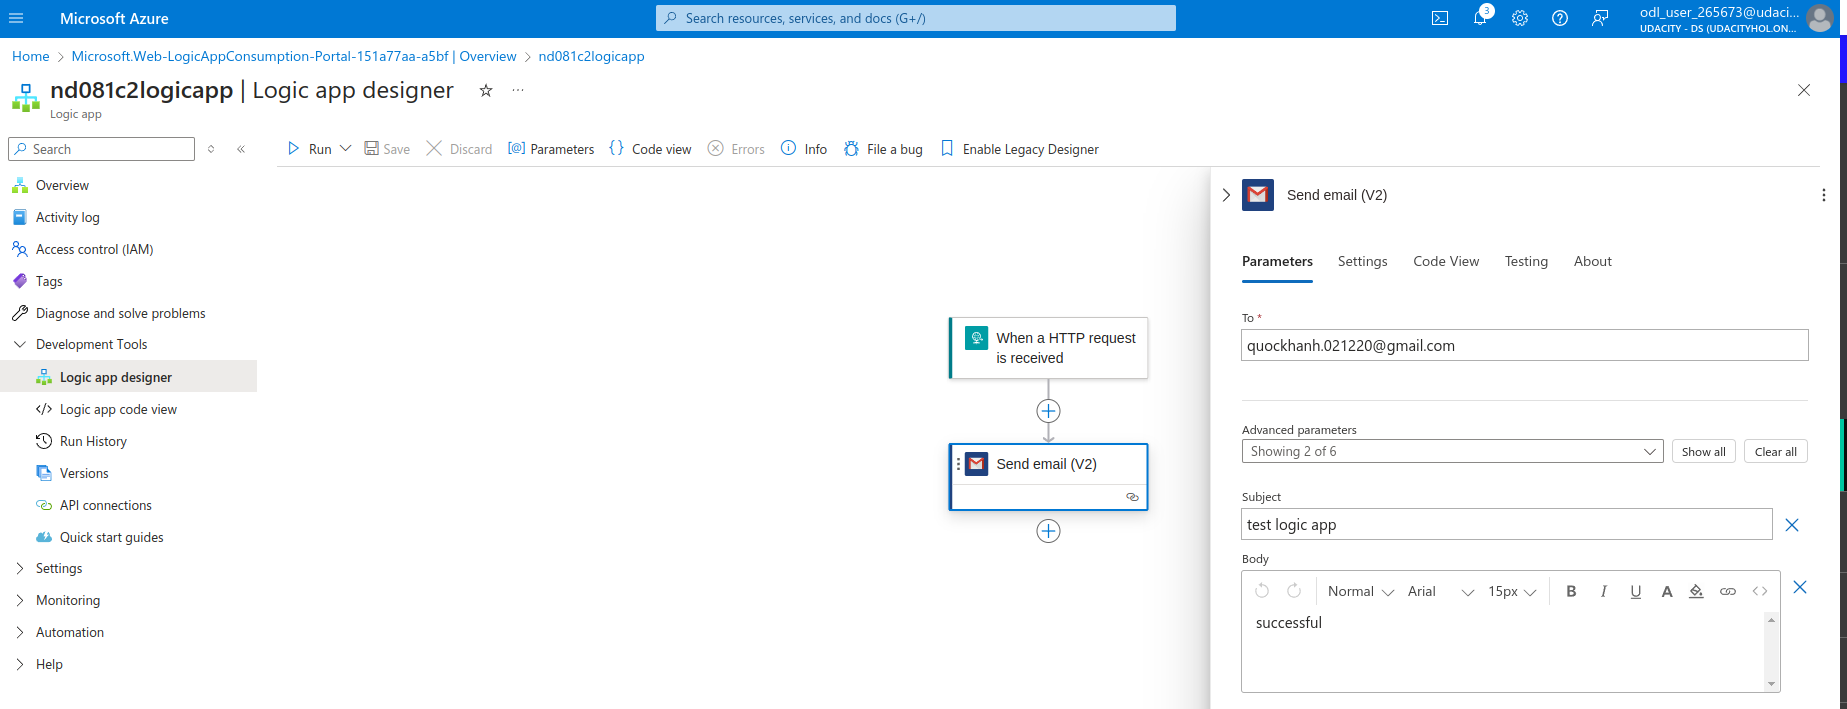 Microsoft Azure
Search resources, services, and docs (G+/)
3
odl_user_265673@udaci...
UDACITY - DS (UDACITYHOL.ON...
Home > Microsoft.Web-LogicAppConsumption-Portal-151a77aa-a5bf | Overview > nd081c2logicapp
nd081c2logicapp | Logic app designer
Logic app
Search
Run
Save
Discard
Parameters
Code view
Errors
Info
File a bug
Enable Legacy Designer
Overview
Activity log
Access control (IAM)
Tags
Diagnose and solve problems
Development Tools
Logic app designer
Logic app code view
Run History
Versions
API connections
Quick start guides
Settings
Monitoring
Automation
Help
When a HTTP request
is received
Send email (V2)
Send email (V2)
Parameters
Settings
Code View
Testing
About
To *
quockhanh.021220@gmail.com
Advanced parameters
Showing 2 of 6
Show all
Clear all
Subject
test logic app
Body
Normal
Arial
15px
B
I
U
A
successful